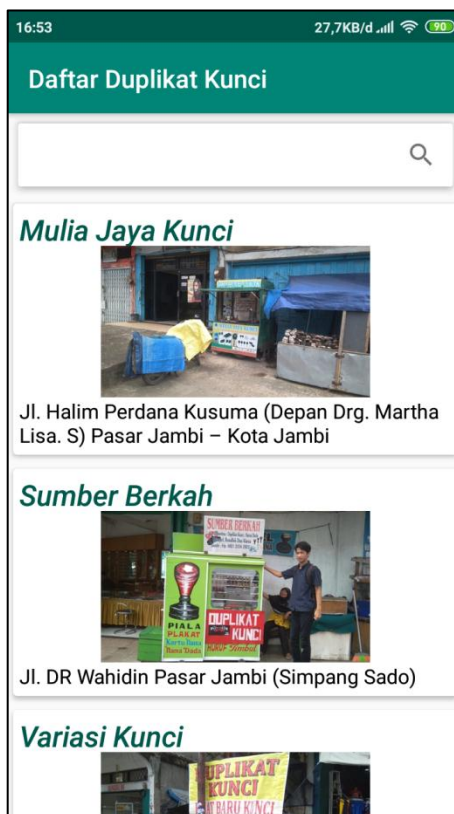 16:53
27,7KB/d
90
Daftar Duplikat Kunci
Mulia Jaya Kunci
Jl. Halim Perdana Kusuma (Depan Drg. Martha
Lisa. S) Pasar Jambi – Kota Jambi
Sumber Berkah
SUMBER BERKAH
PIALA
PLAKAT
DUPLIKAT
KUNCI
Jl. DR Wahidin Pasar Jambi (Simpang Sado)
Variasi Kunci
DUPLIKAT
KUNCI